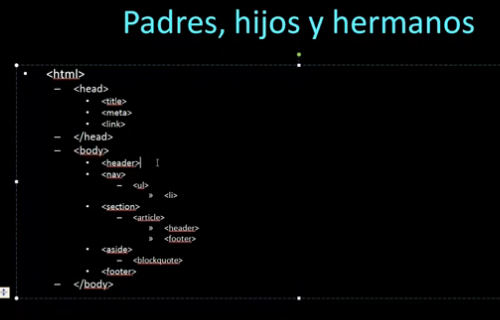 Padres, hijos y hermanos
<html>
<head>
<title>
<meta>
<link>
</head>
<body>
<header>
<nav>
<ul>
<li>
<section>
<article>
<header>
<footer>
<aside>
<blockquote>
<footer>
</body>